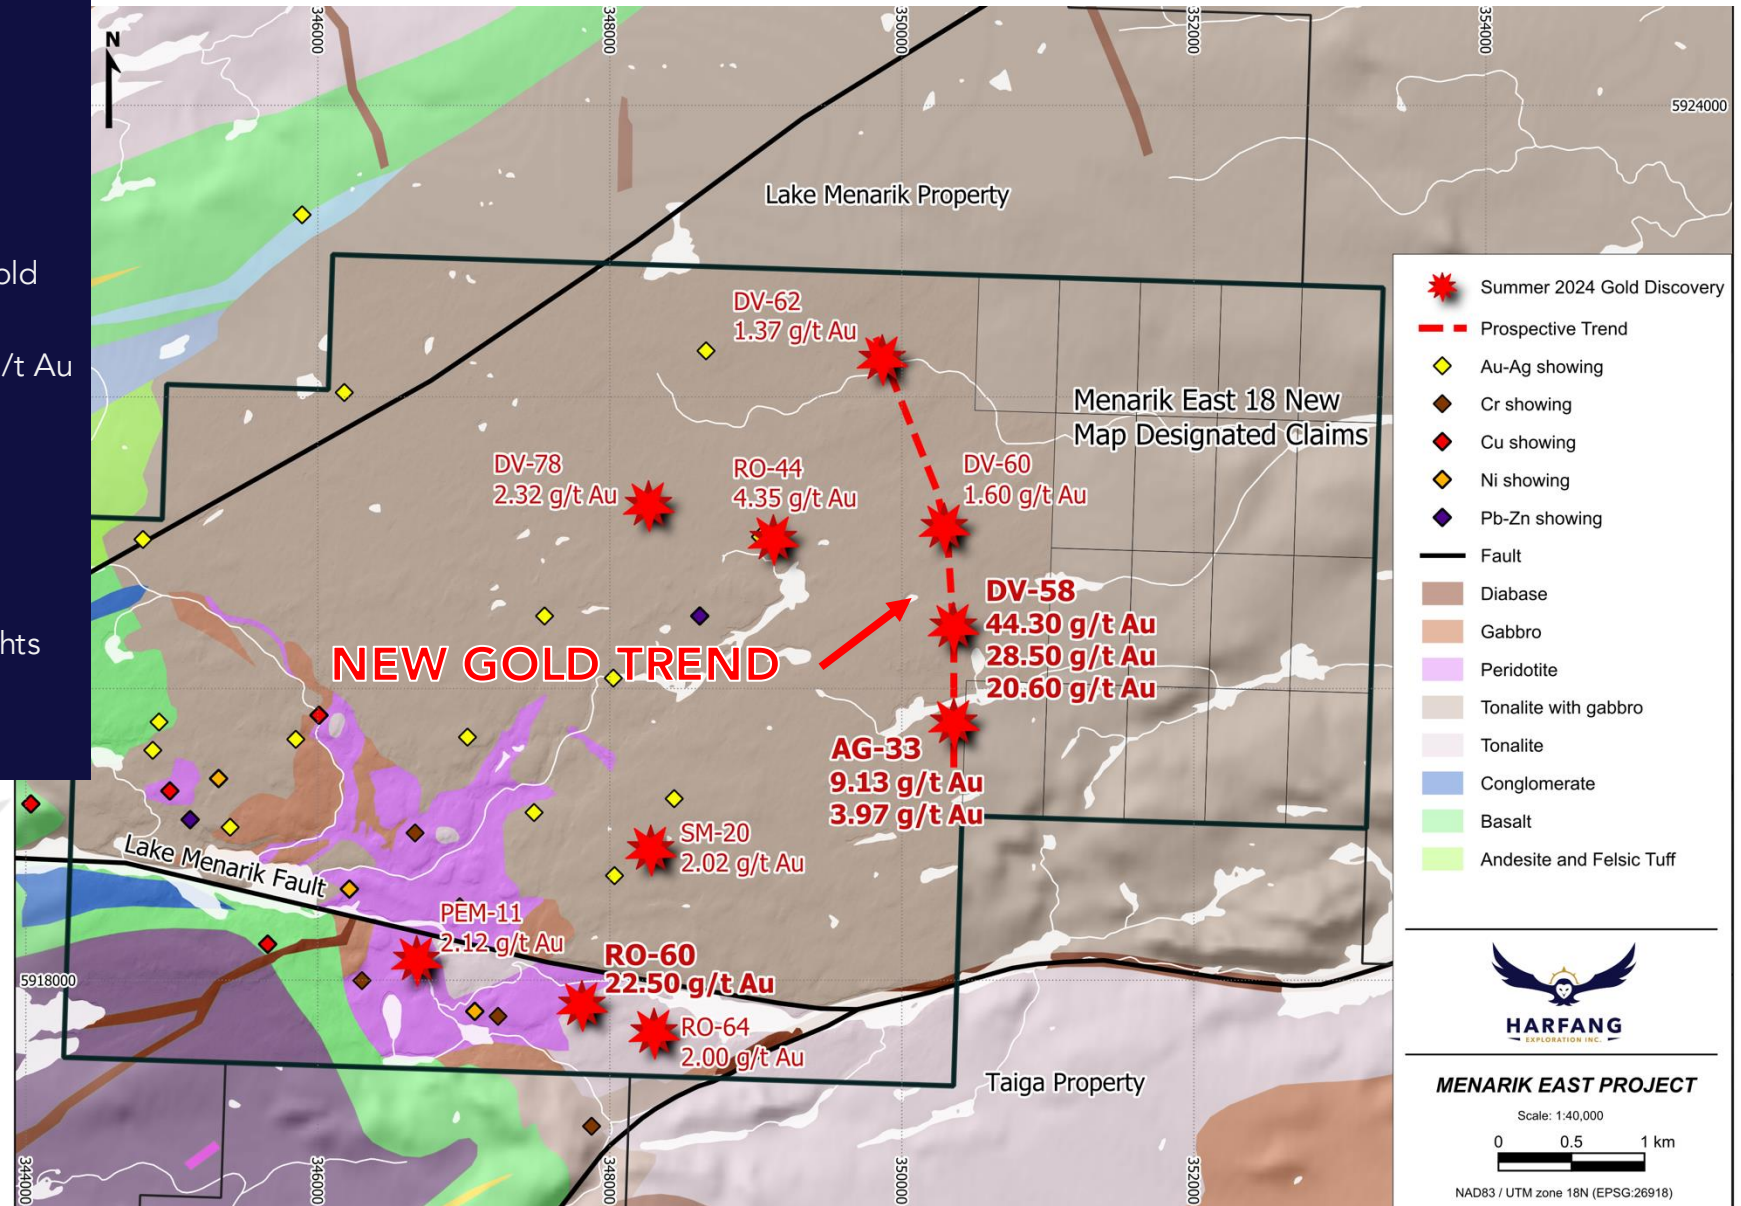 N
old
/t Au
hts
346000
348000
350000
352000
354000
5924000
Lake Menarik Property
DV-62
1.37 g/t Au
Menarik East 18 New
Map Designated Claims
DV-78
2.32 g/t Au
RO-44
4.35 g/t Au
DV-60
1.60 g/t Au
DV-58
44.30 g/t Au
28.50 g/t Au
20.60 g/t Au
NEW GOLD TREND
AG-33
9.13 g/t Au
3.97 g/t Au
SM-20
2.02 g/t Au
Lake Menarik Fault
PEM-11
2.12 g/t Au
RO-60
22.50 g/t Au
RO-64
2.00 g/t Au
5918000
Taiga Property
344000
346000
348000
350000
352000
Summer 2024 Gold Discovery
Prospective Trend
Au-Ag showing
Cr showing
Cu showing
Ni showing
Pb-Zn showing
Fault
Diabase
Gabbro
Peridotite
Tonalite with gabbro
Tonalite
Conglomerate
Basalt
Andesite and Felsic Tuff
HARFANG
EXPLORATION INC.
MENARIK EAST PROJECT
Scale: 1:40,000
0 0.5 1 km
NAD83 / UTM zone 18N (EPSG:26918)